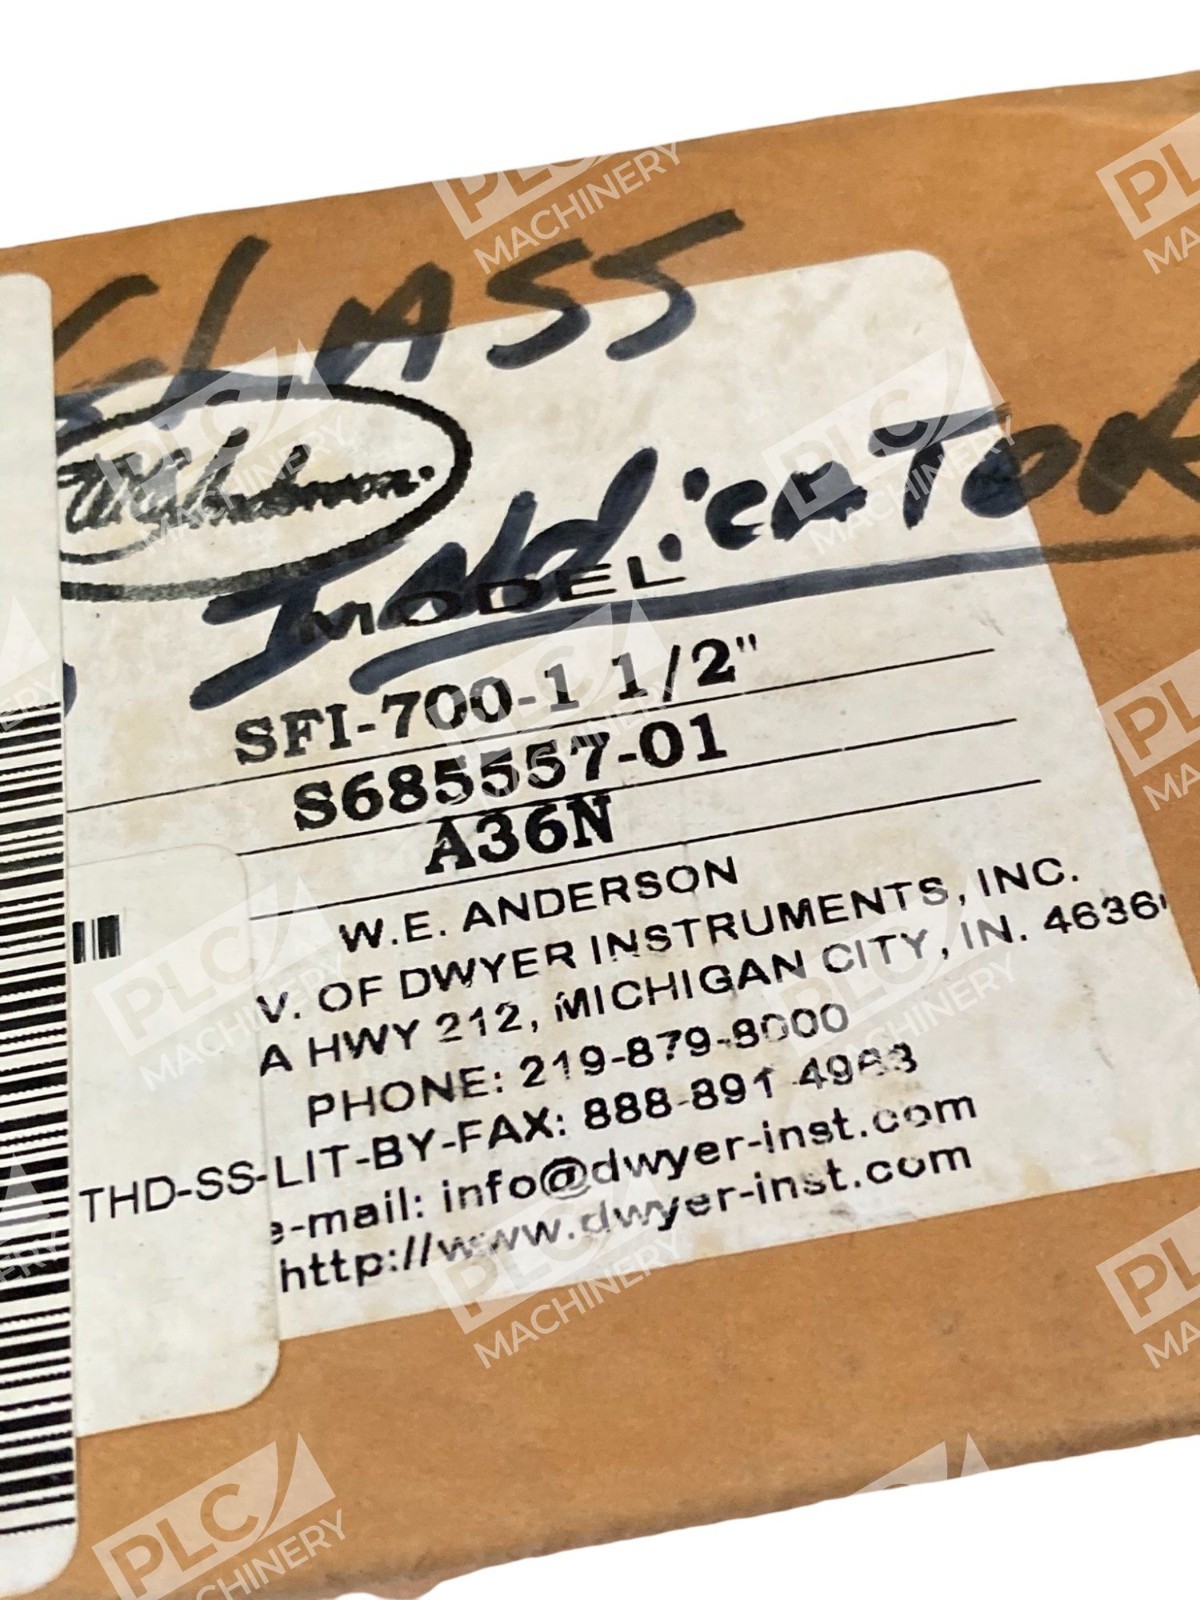 GLASS
W.E. Anderson
INDiCATOR
MODEL
SFI-700-1 1/2"
S685557-01
A36N
W.E. ANDERSON
V. OF DWYER INSTRUMENTS, INC.
A HWY 212, MICHIGAN CITY, IN. 4636
PHONE: 219-879-8000
THD-SS-LIT-BY-FAX: 888-891-4963
e-mail: info@dwyer-inst.com
http://www.dwyer-inst.com
PLC MACHINERY